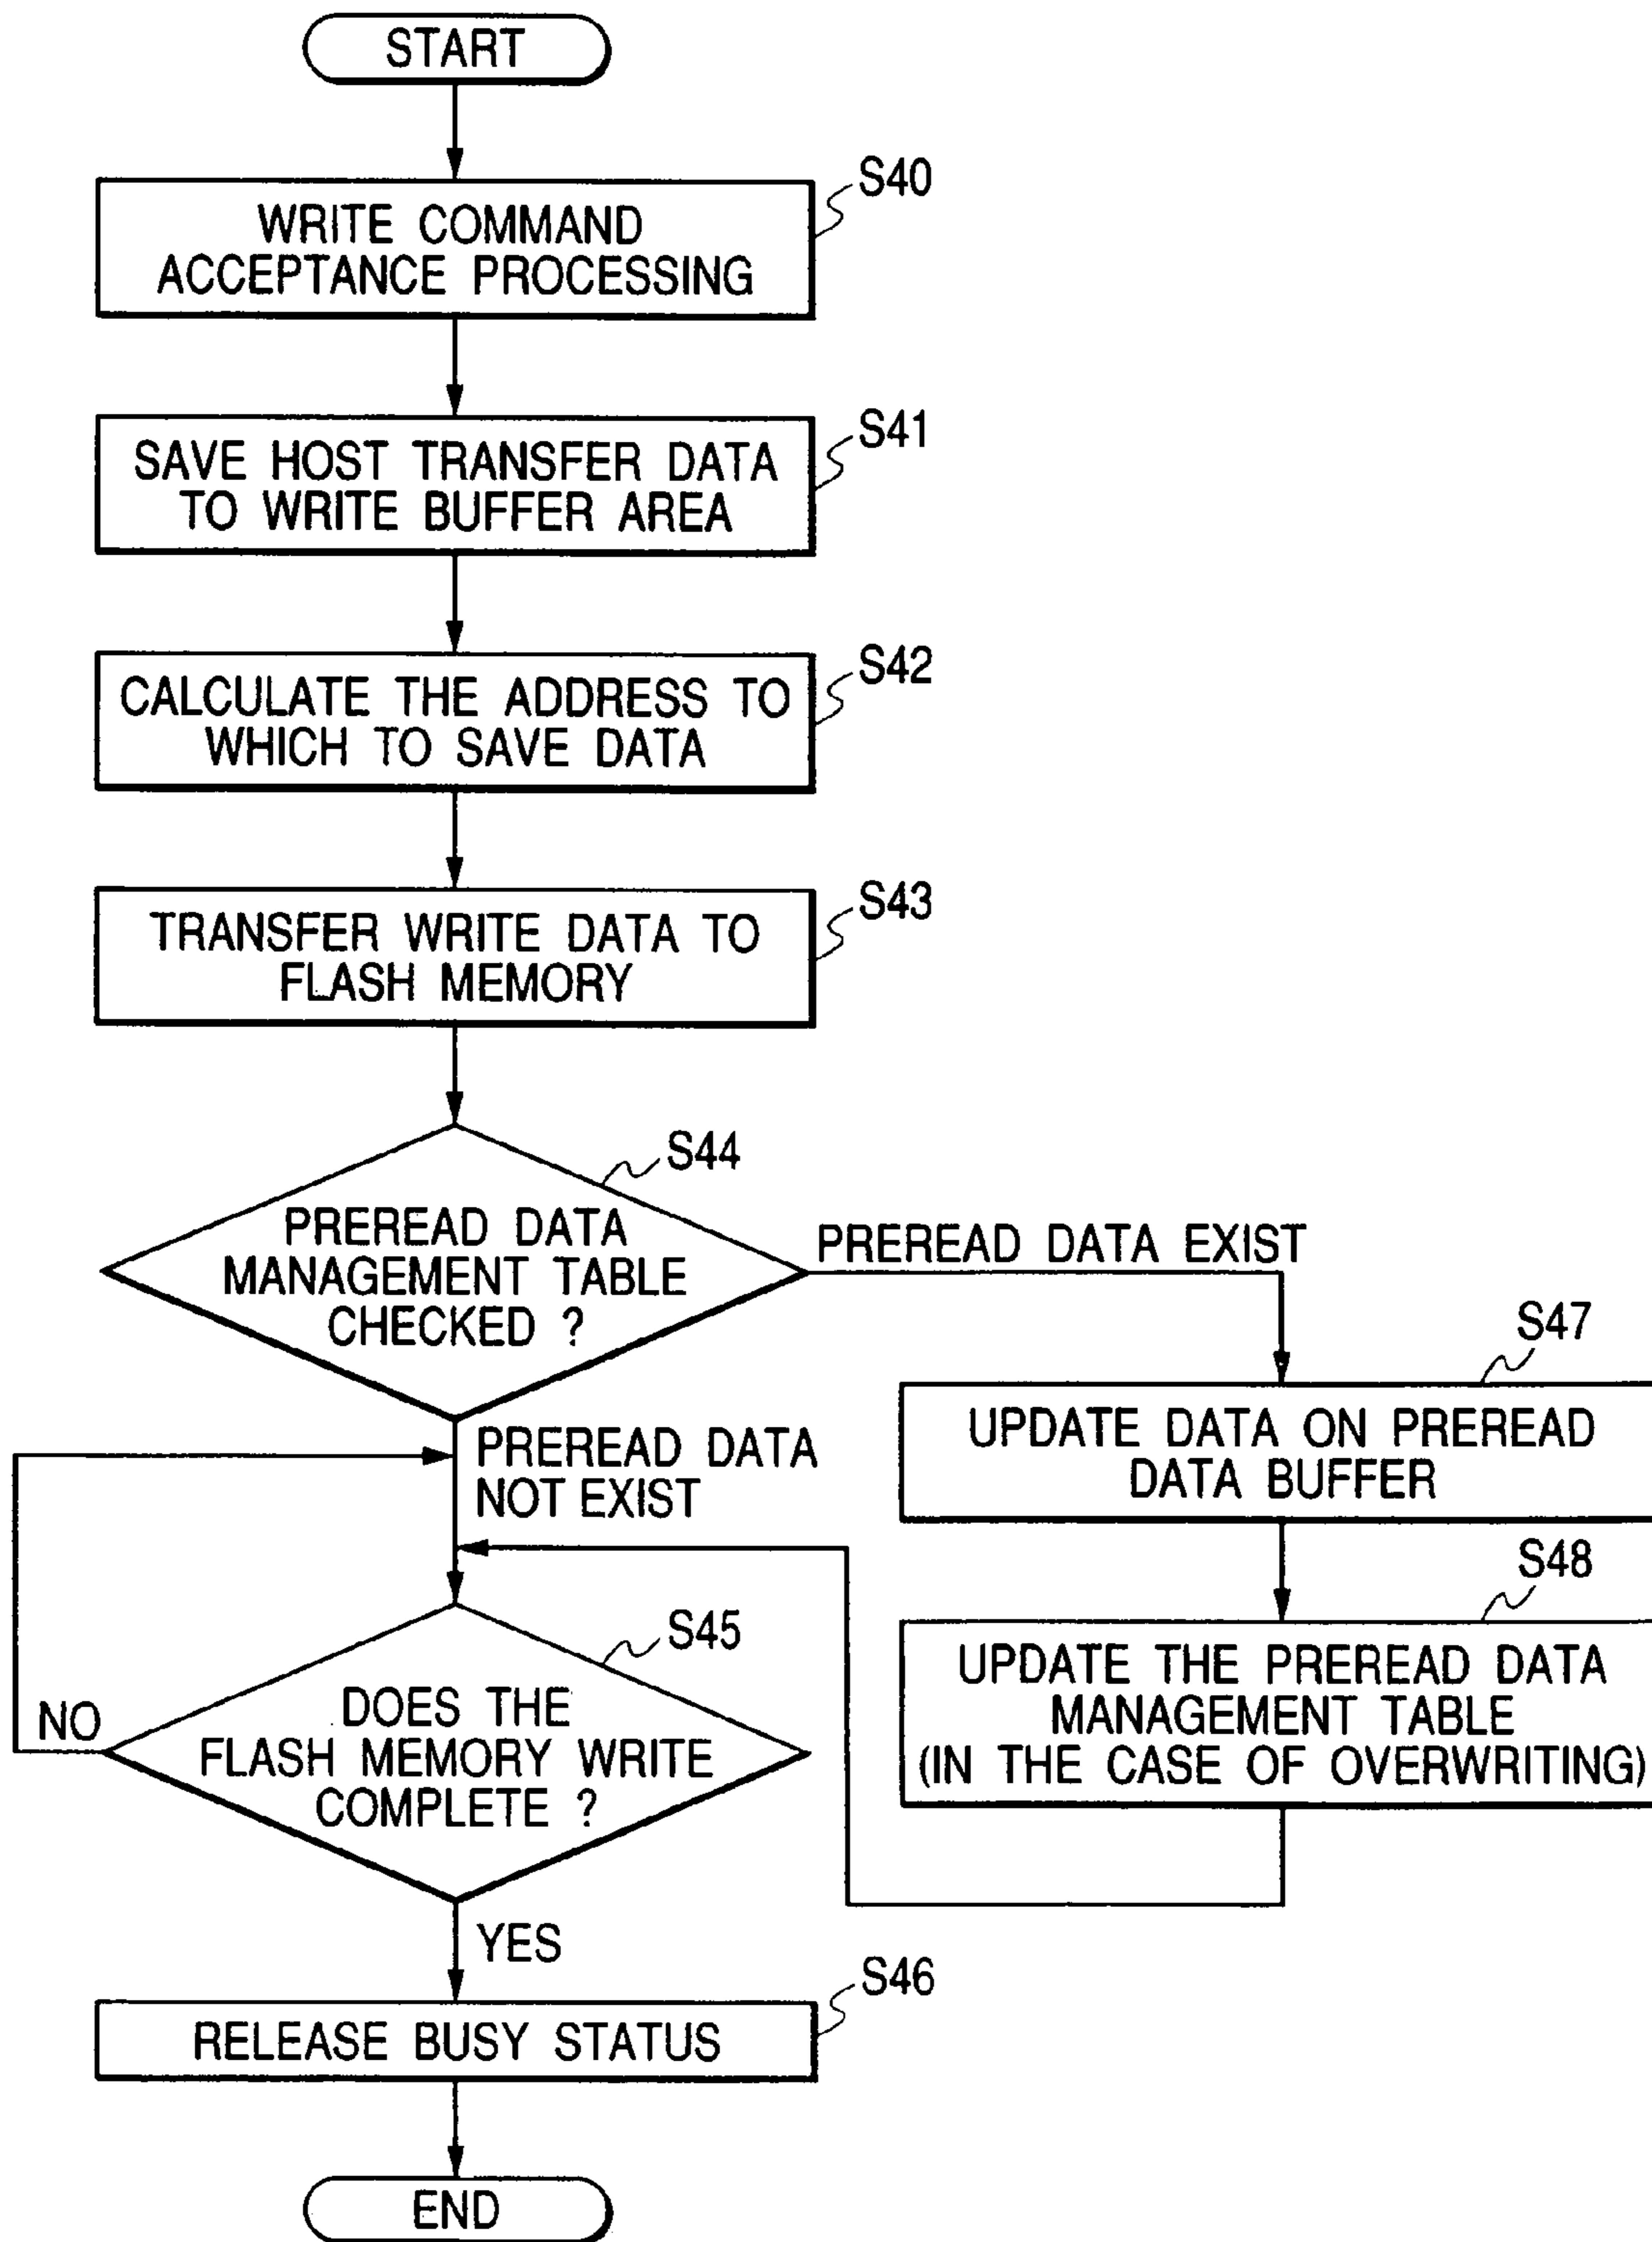 START
S40
WRITE COMMAND
ACCEPTANCE PROCESSING
S41
SAVE HOST TRANSFER DATA
TO WRITE BUFFER AREA
S42
CALCULATE THE ADDRESS TO
WHICH TO SAVE DATA
S43
TRANSFER WRITE DATA TO
FLASH MEMORY
S44
PREREAD DATA
MANAGEMENT TABLE
CHECKED ?
PREREAD DATA EXIST
S47
UPDATE DATA ON PREREAD
DATA BUFFER
PREREAD DATA
NOT EXIST
S48
UPDATE THE PREREAD DATA
MANAGEMENT TABLE
(IN THE CASE OF OVERWRITING)
S45
DOES THE
FLASH MEMORY WRITE
COMPLETE ?
NO
YES
S46
RELEASE BUSY STATUS
END